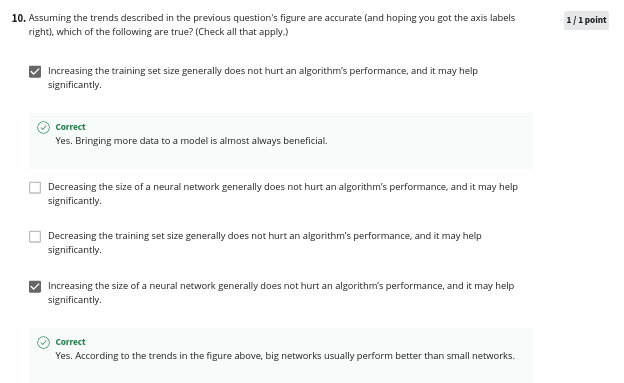 10. Assuming the trends described in the previous question's figure are accurate (and hoping you got the axis labels
right), which of the following are true? (Check all that apply.)
1 / 1 point
Increasing the training set size generally does not hurt an algorithm's performance, and it may help
significantly.
Correct
Yes. Bringing more data to a model is almost always beneficial.
Decreasing the size of a neural network generally does not hurt an algorithm's performance, and it may help
significantly.
Decreasing the training set size generally does not hurt an algorithm's performance, and it may help
significantly.
Increasing the size of a neural network generally does not hurt an algorithm's performance, and it may help
significantly.
Correct
Yes. According to the trends in the figure above, big networks usually perform better than small networks.